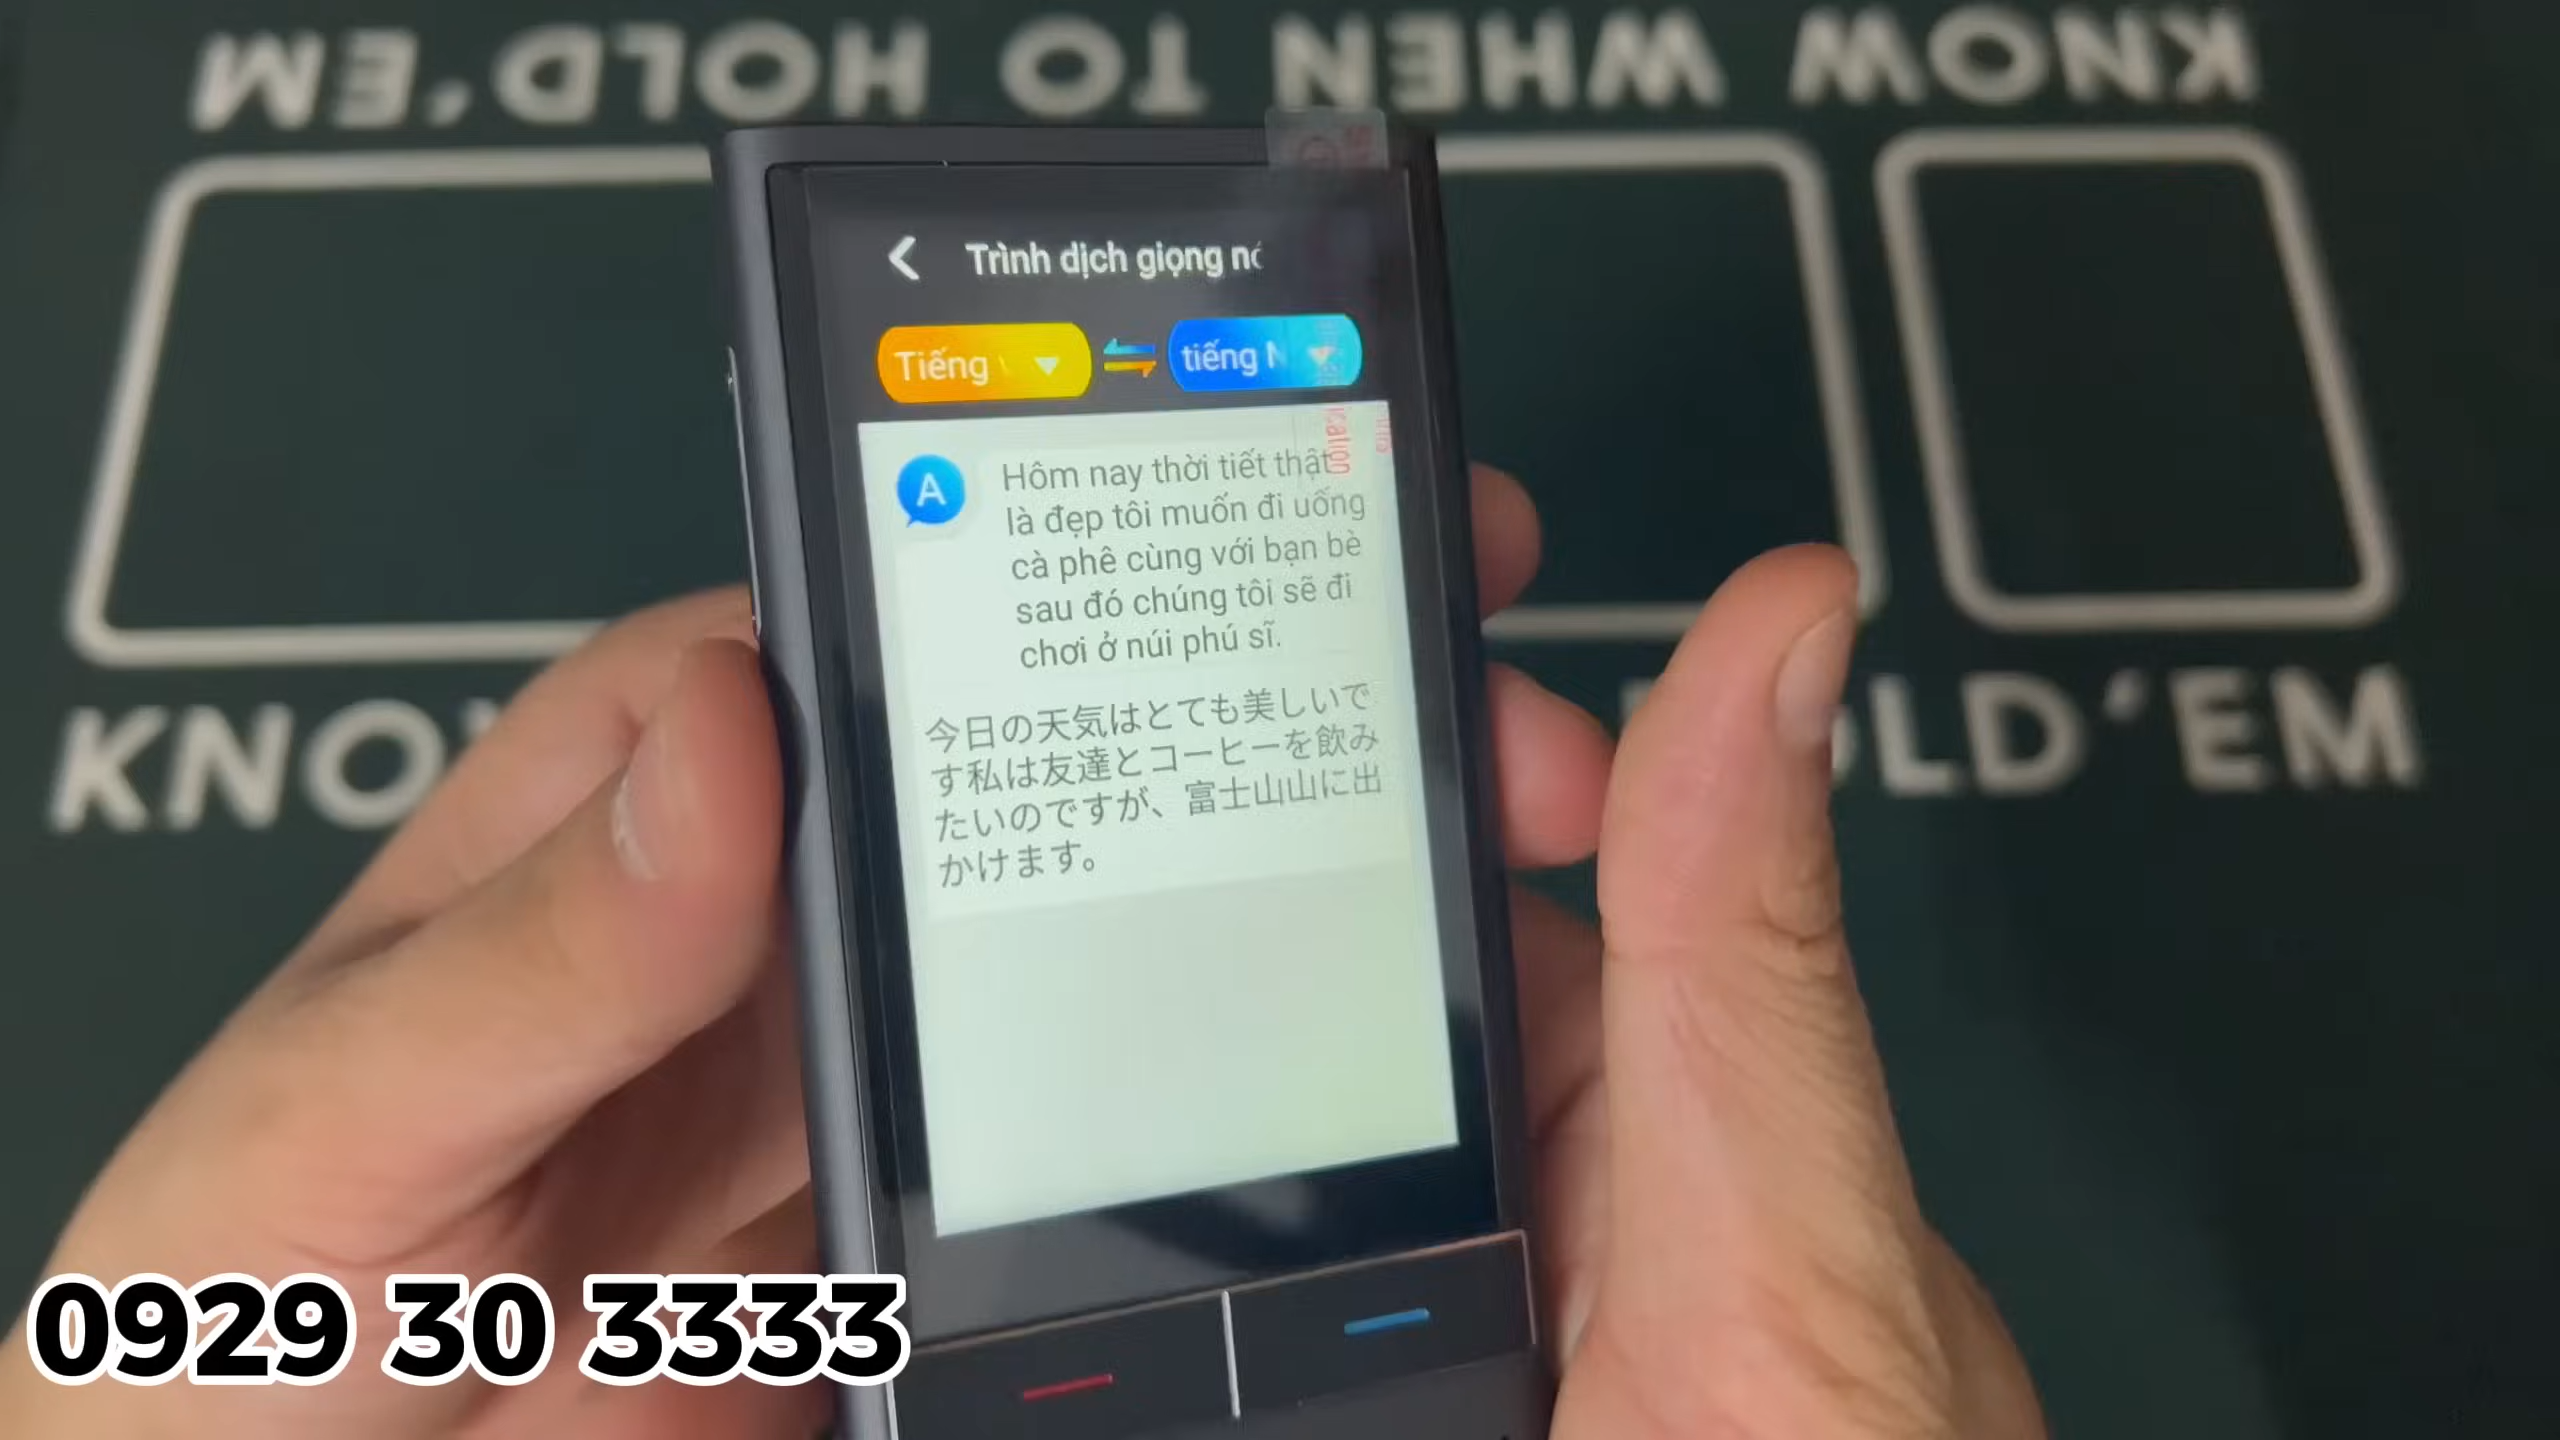 KNOW WHEN TO HOLD'EM
Trình dịch giọng
Tiếng
tiếng
A
Hôm nay thời tiết thật
là đẹp tôi muốn đi uống
cà phê cùng với bạn bè
sau đó chúng tôi sẽ đi
chơi ở núi phú sĩ.
今日の天気はとても美しいで
す私は友達とコーヒーを飲み
たいのですが、富士山山に出
かけます。
0929 30 3333